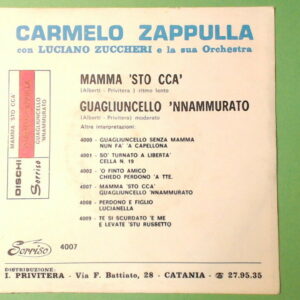 CARMELO ZAPPULLA
con LUCIANO ZUCCHERI e la sua Orchestra
MAMMA 'STO CCA'
(Alberti - Privitera) ritmo lento
GUAGLIUNCELLO 'NNAMMURATO
(Alberti - Privitera) moderato
Altre interpretazioni:
4000 - GUAGLIUNCELLO SENZA MAMMA
NUN FA' 'A CAPELLONA
4001 - SO' TURNATO A LIBERTA'
CELLA N. 19
4002 - 'O FINTO AMICO
CHIEDO PERDONO 'A TTE.
4007 - MAMMA 'STO CCA'
GUAGLIUNCELLO 'NNAMMURATO
4008 - PERDONO E FIGLIO
LUCIANELLA
4009 - TE SI SCURDATO 'E ME
E LEVATE 'STU RUSSETTO
MAMMA 'STO CCA'
CARMELO ZAPPULLA
GUAGLIUNCELLO
'NNAMMURATO
DISCHI Sorriso
Sorriso
4007
DISTRIBUZIONE:
I. PRIVITERA - Via F. Battiato, 28 - CATANIA - ☎ 27.95.35